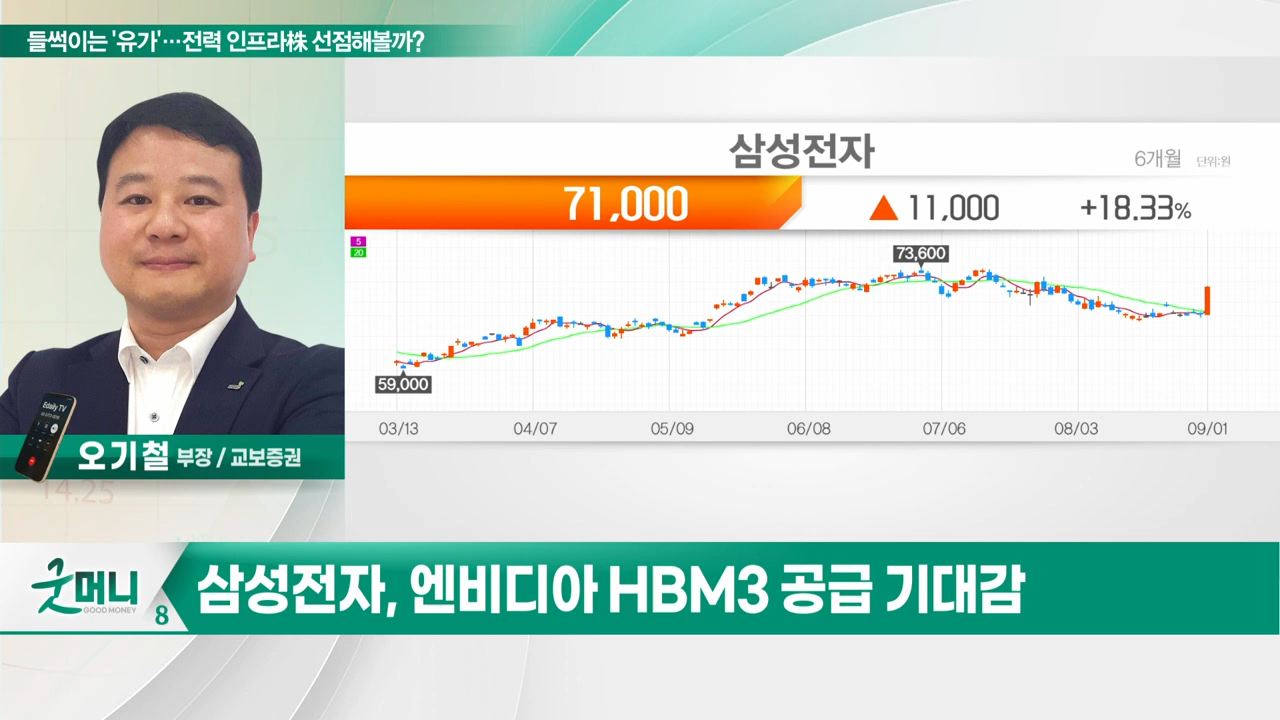 들썩이는 '유가'…전력 인프라株 선점해볼까?
삼성전자
6개월 단위:원
71,000 ▲ 11,000 +18.33%
5
20
73,600
59,000
03/13 04/07 05/09 06/08 07/06 08/03 09/01
Edaily TV
오기철 부장 / 교보증권
14.25
굿머니
GOOD MONEY
8
삼성전자, 엔비디아 HBM3 공급 기대감